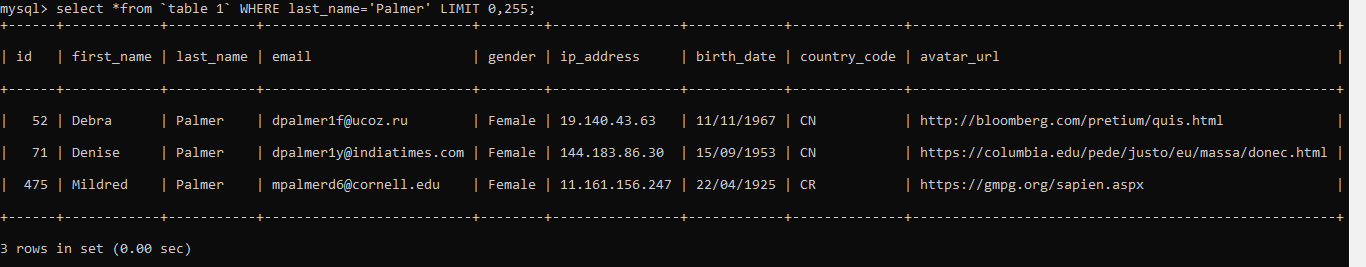 mysql> select *from `table 1` WHERE last_name='Palmer' LIMIT 0,255;
+------+------------+-----------+--------------------------+--------+----------------+------------+--------------+-----------------------------------------------------+
| id   | first_name | last_name | email                    | gender | ip_address     | birth_date | country_code | avatar_url                                          |
+------+------------+-----------+--------------------------+--------+----------------+------------+--------------+-----------------------------------------------------+
|   52 | Debra      | Palmer    | dpalmer1f@ucoz.ru        | Female | 19.140.43.63   | 11/11/1967 | CN           | http://bloomberg.com/pretium/quis.html              |
|   71 | Denise     | Palmer    | dpalmer1y@indiatimes.com | Female | 144.183.86.30  | 15/09/1953 | CN           | https://columbia.edu/pede/justo/eu/massa/donec.html |
|  475 | Mildred    | Palmer    | mpalmerd6@cornell.edu    | Female | 11.161.156.247 | 22/04/1925 | CR           | https://gmpg.org/sapien.aspx                        |
+------+------------+-----------+--------------------------+--------+----------------+------------+--------------+-----------------------------------------------------+
3 rows in set (0.00 sec)